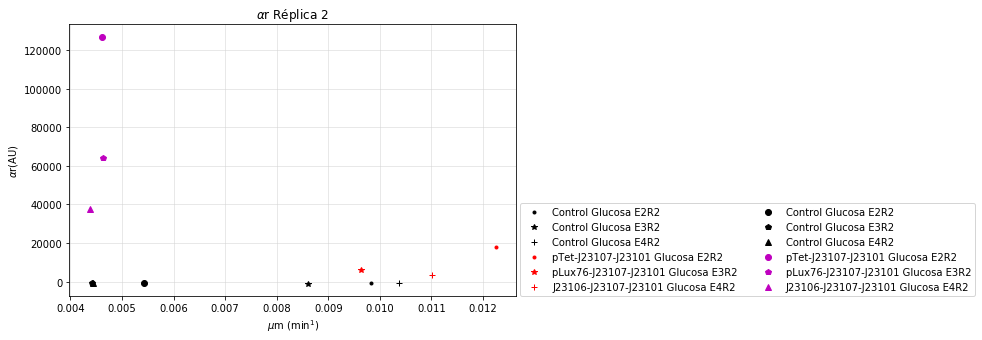 αr Réplica 2
120000
100000
80000
60000
40000
20000
0
αr(AU)
0.004 0.005 0.006 0.007 0.008 0.009 0.010 0.011 0.012
μm (min¹)
Control Glucosa E2R2
Control Glucosa E3R2
Control Glucosa E4R2
pTet-J23107-J23101 Glucosa E2R2
pLux76-J23107-J23101 Glucosa E3R2
J23106-J23107-J23101 Glucosa E4R2
Control Glucosa E2R2
Control Glucosa E3R2
Control Glucosa E4R2
pTet-J23107-J23101 Glucosa E2R2
pLux76-J23107-J23101 Glucosa E3R2
J23106-J23107-J23101 Glucosa E4R2